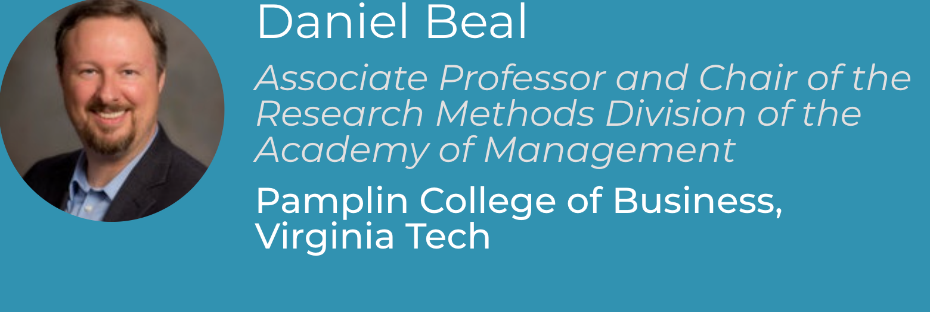 Daniel Beal
Associate Professor and Chair of the
Research Methods Division of the
Academy of Management
Pamplin College of Business,
Virginia Tech